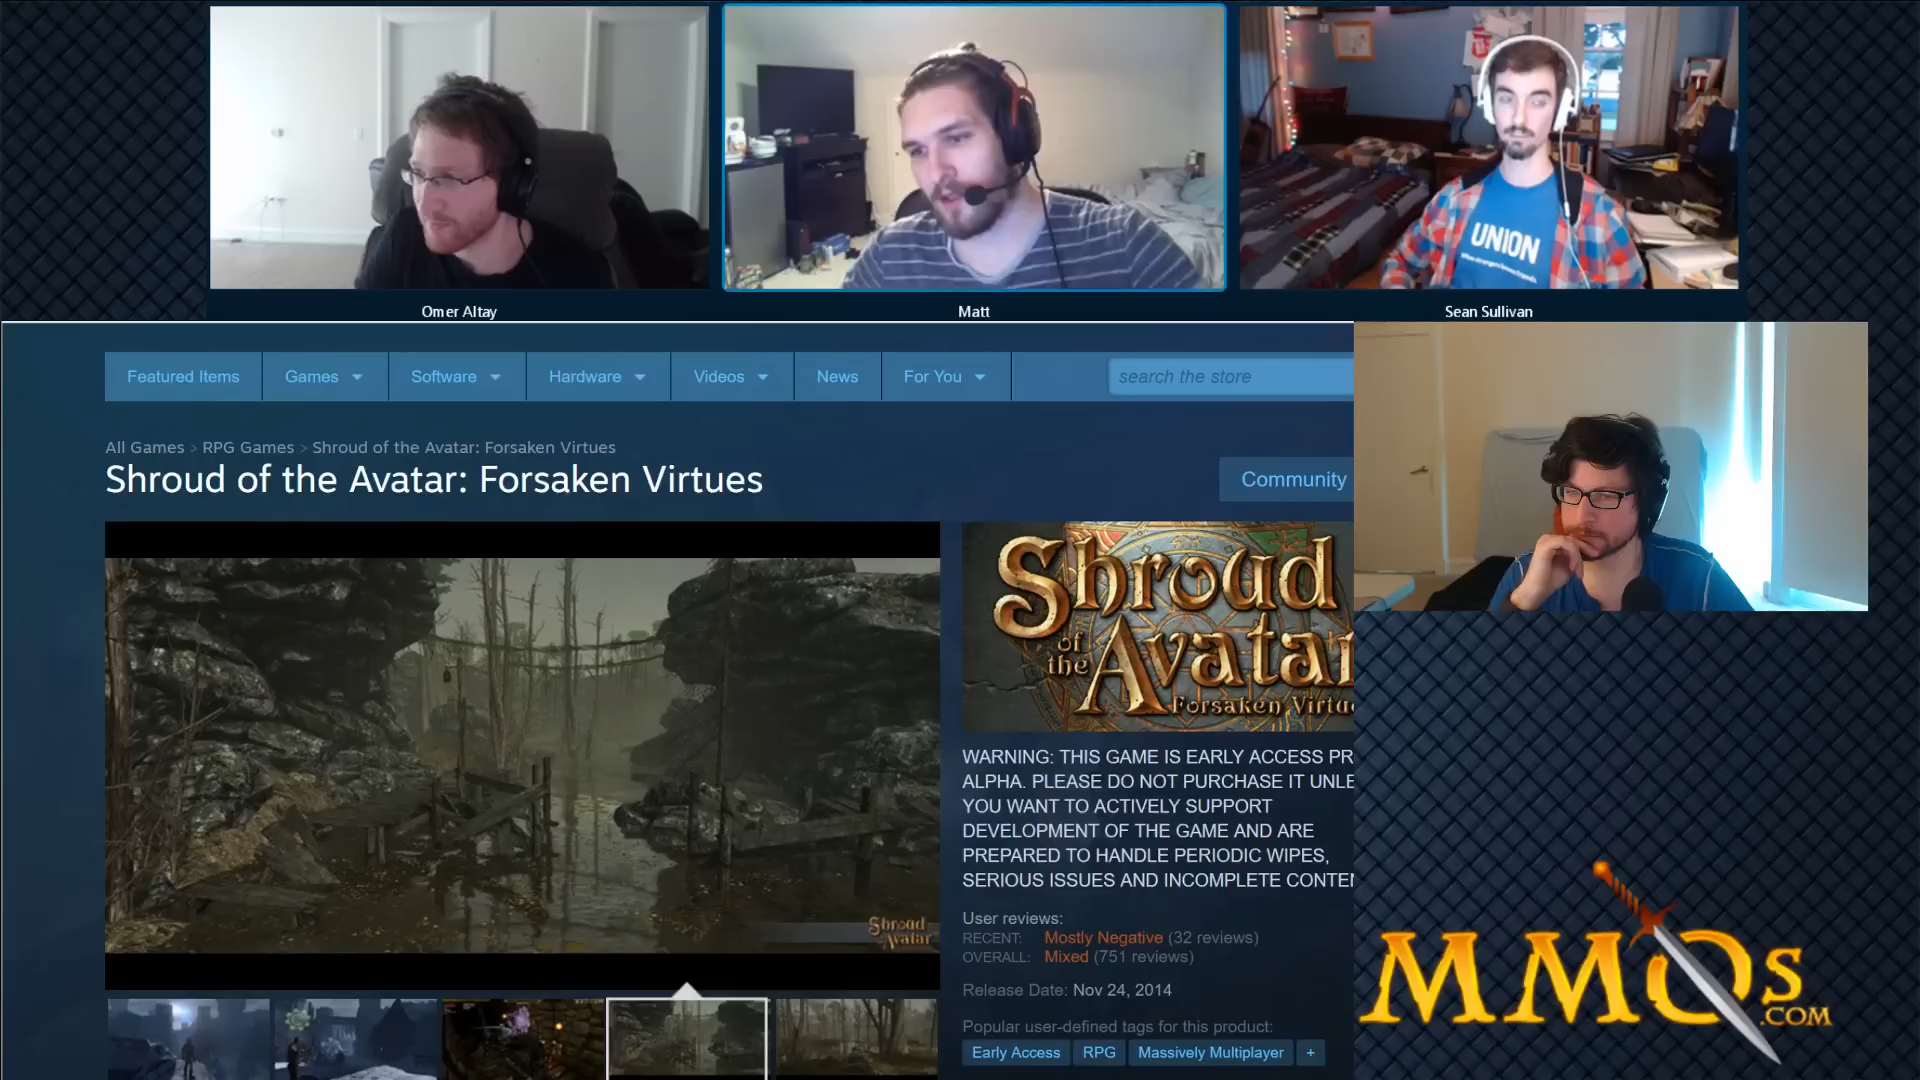 UNION
Omer Altay
Matt
Sean Sullivan
Featured Items
Games
Software
Hardware
Videos
News
For You
search the store
All Games > RPG Games > Shroud of the Avatar: Forsaken Virtues
Shroud of the Avatar: Forsaken Virtues
Community
Shroud
of
the Avatar
Forsaken Virtue
WARNING: THIS GAME IS EARLY ACCESS PR
ALPHA. PLEASE DO NOT PURCHASE IT UNLE
YOU WANT TO ACTIVELY SUPPORT
DEVELOPMENT OF THE GAME AND ARE
PREPARED TO HANDLE PERIODIC WIPES,
SERIOUS ISSUES AND INCOMPLETE CONTEN
Shroud
Avatar
User reviews:
RECENT: Mostly Negative (32 reviews)
OVERALL: Mixed (751 reviews)
Release Date: Nov 24, 2014
Popular user-defined tags for this product:
Early Access RPG Massively Multiplayer +
MMOs
.COM